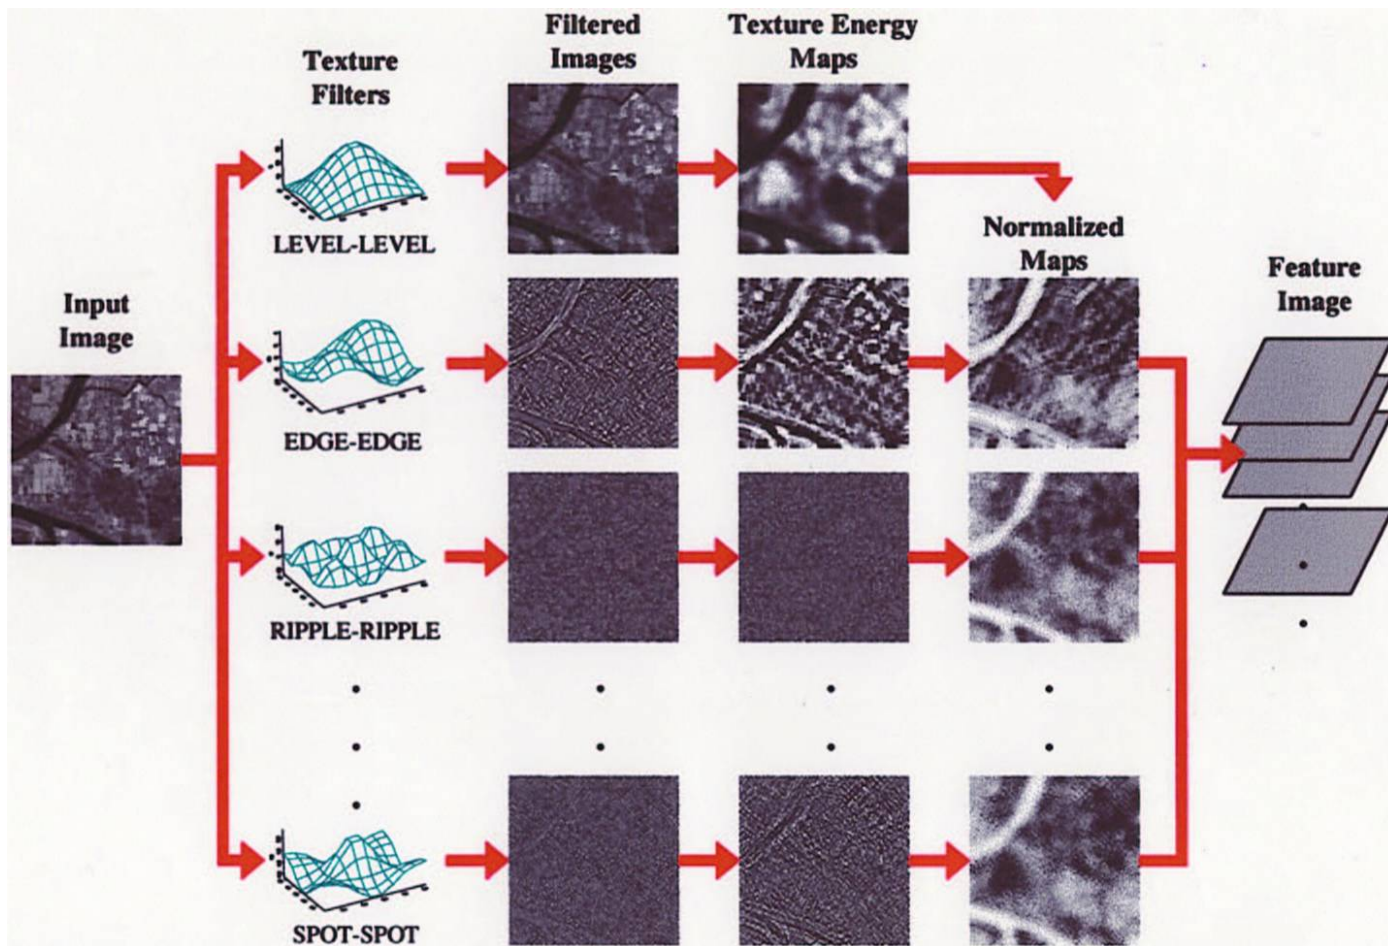 Texture
Filters
Filtered
Images
Texture Energy
Maps
LEVEL-LEVEL
Normalized
Maps
Feature
Image
Input
Image
EDGE-EDGE
RIPPLE-RIPPLE
SPOT-SPOT